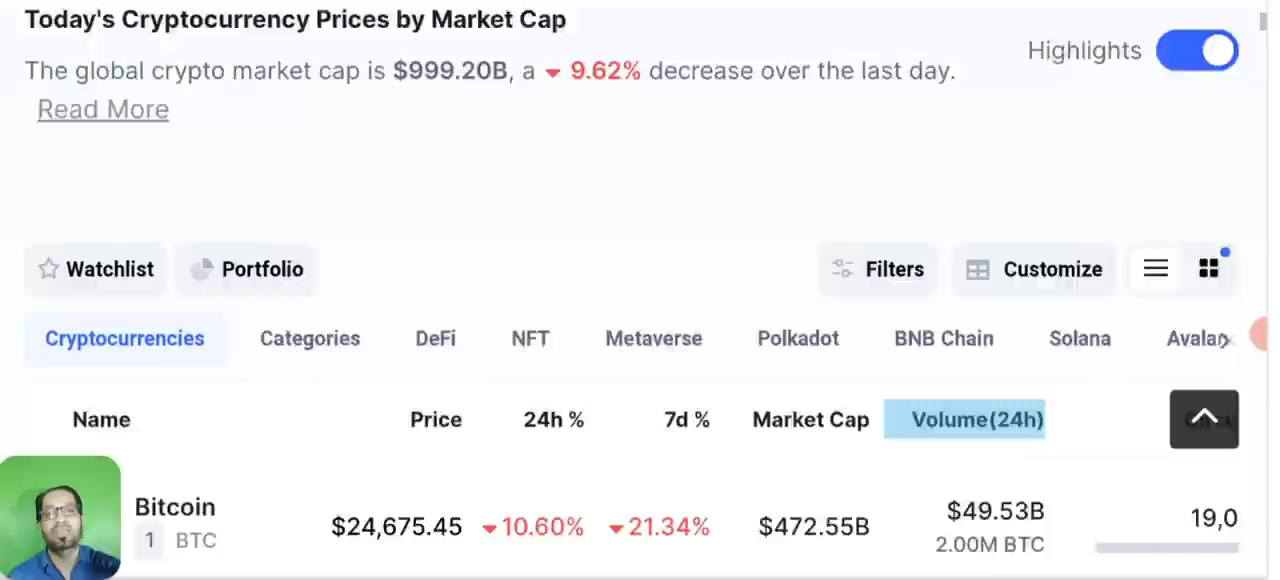 Today's Cryptocurrency Prices by Market Cap
The global crypto market cap is $999.20B, a 9.62% decrease over the last day.
Read More
Highlights
Watchlist Portfolio Filters Customize
Cryptocurrencies Categories DeFi NFT Metaverse Polkadot BNB Chain Solana
Name Price 24h % 7d % Market Cap Volume(24h)
Bitcoin $24,675.45 10.60% 21.34% $472.55B $49.53B 19,0
1 BTC 2.00M BTC